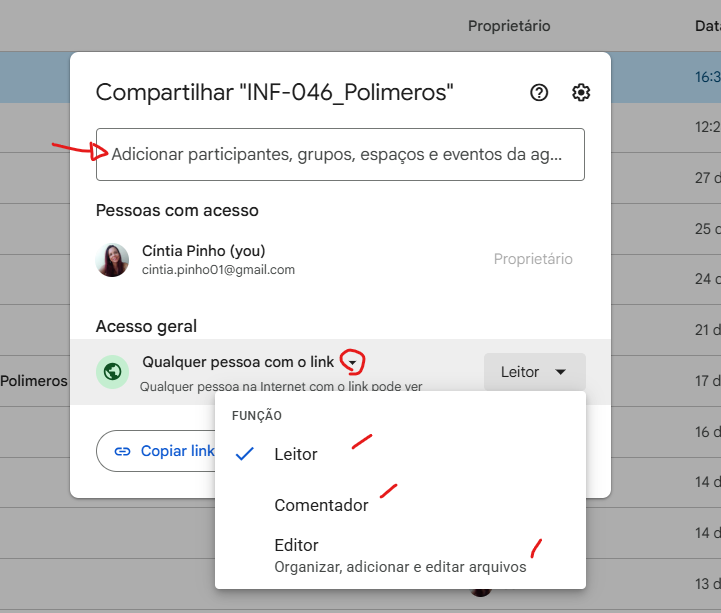 Proprietário
Data
Compartilhar "INF-046_Polimeros"
16:3
Adicionar participantes, grupos, espaços e eventos da ag...
12:2
27 d
Pessoas com acesso
25 d
Cíntia Pinho (you)
cintia.pinho01@gmail.com
Proprietário
24 d
Acesso geral
21 d
Qualquer pessoa com o link
Qualquer pessoa na Internet com o link pode ver
Leitor
Polimeros
17 d
FUNÇÃO
16 d
Copiar link
Leitor
14 d
Comentador
14 d
Editor
Organizar, adicionar e editar arquivos
13 d